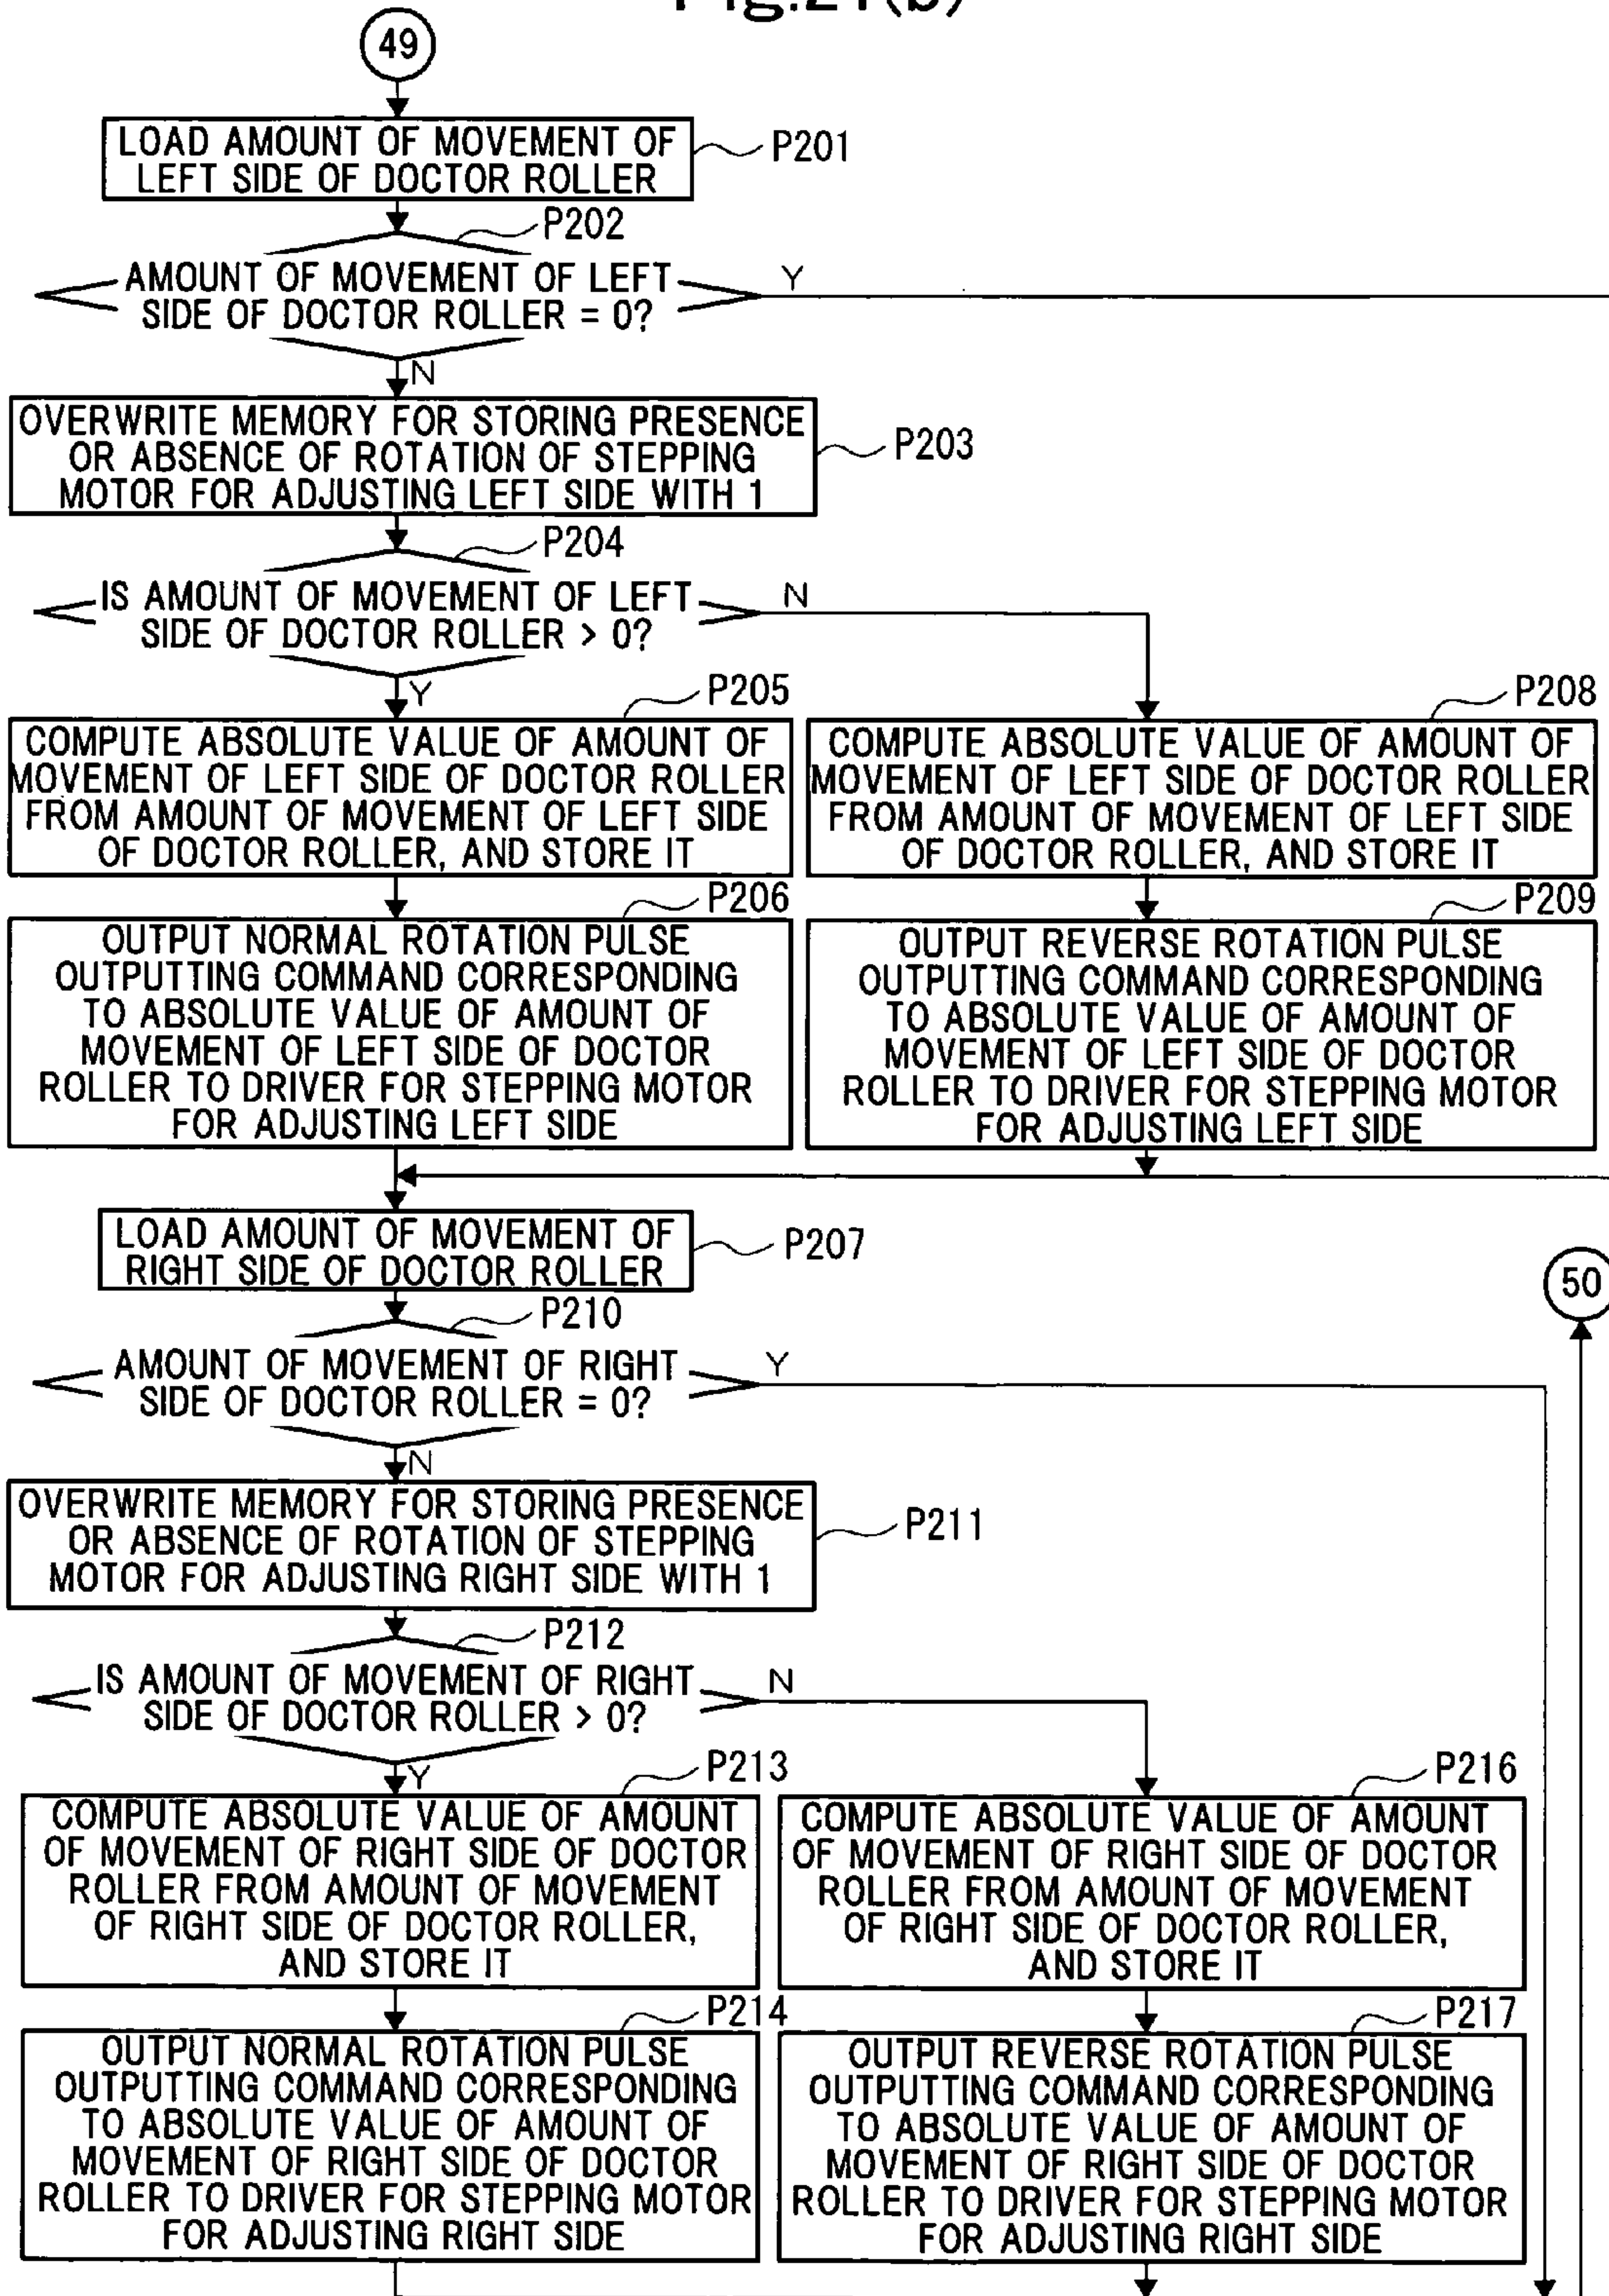 Fig.21(b)
49
LOAD AMOUNT OF MOVEMENT OF
LEFT SIDE OF DOCTOR ROLLER
P201
P202
AMOUNT OF MOVEMENT OF LEFT
SIDE OF DOCTOR ROLLER = 0?
Y
N
OVERWRITE MEMORY FOR STORING PRESENCE
OR ABSENCE OF ROTATION OF STEPPING
MOTOR FOR ADJUSTING LEFT SIDE WITH 1
P203
P204
IS AMOUNT OF MOVEMENT OF LEFT
SIDE OF DOCTOR ROLLER > 0?
N
Y
P205
COMPUTE ABSOLUTE VALUE OF AMOUNT OF
MOVEMENT OF LEFT SIDE OF DOCTOR ROLLER
FROM AMOUNT OF MOVEMENT OF LEFT SIDE
OF DOCTOR ROLLER, AND STORE IT
P208
COMPUTE ABSOLUTE VALUE OF AMOUNT OF
MOVEMENT OF LEFT SIDE OF DOCTOR ROLLER
FROM AMOUNT OF MOVEMENT OF LEFT SIDE
OF DOCTOR ROLLER, AND STORE IT
P206
OUTPUT NORMAL ROTATION PULSE
OUTPUTTING COMMAND CORRESPONDING
TO ABSOLUTE VALUE OF AMOUNT OF
MOVEMENT OF LEFT SIDE OF DOCTOR
ROLLER TO DRIVER FOR STEPPING MOTOR
FOR ADJUSTING LEFT SIDE
P209
OUTPUT REVERSE ROTATION PULSE
OUTPUTTING COMMAND CORRESPONDING
TO ABSOLUTE VALUE OF AMOUNT OF
MOVEMENT OF LEFT SIDE OF DOCTOR
ROLLER TO DRIVER FOR STEPPING MOTOR
FOR ADJUSTING LEFT SIDE
LOAD AMOUNT OF MOVEMENT OF
RIGHT SIDE OF DOCTOR ROLLER
P207
50
P210
AMOUNT OF MOVEMENT OF RIGHT
SIDE OF DOCTOR ROLLER = 0?
Y
N
OVERWRITE MEMORY FOR STORING PRESENCE
OR ABSENCE OF ROTATION OF STEPPING
MOTOR FOR ADJUSTING RIGHT SIDE WITH 1
P211
P212
IS AMOUNT OF MOVEMENT OF RIGHT
SIDE OF DOCTOR ROLLER > 0?
N
Y
P213
COMPUTE ABSOLUTE VALUE OF AMOUNT
OF MOVEMENT OF RIGHT SIDE OF DOCTOR
ROLLER FROM AMOUNT OF MOVEMENT
OF RIGHT SIDE OF DOCTOR ROLLER,
AND STORE IT
P216
COMPUTE ABSOLUTE VALUE OF AMOUNT
OF MOVEMENT OF RIGHT SIDE OF DOCTOR
ROLLER FROM AMOUNT OF MOVEMENT
OF RIGHT SIDE OF DOCTOR ROLLER,
AND STORE IT
P214
OUTPUT NORMAL ROTATION PULSE
OUTPUTTING COMMAND CORRESPONDING
TO ABSOLUTE VALUE OF AMOUNT OF
MOVEMENT OF RIGHT SIDE OF DOCTOR
ROLLER TO DRIVER FOR STEPPING MOTOR
FOR ADJUSTING RIGHT SIDE
P217
OUTPUT REVERSE ROTATION PULSE
OUTPUTTING COMMAND CORRESPONDING
TO ABSOLUTE VALUE OF AMOUNT OF
MOVEMENT OF RIGHT SIDE OF DOCTOR
ROLLER TO DRIVER FOR STEPPING MOTOR
FOR ADJUSTING RIGHT SIDE